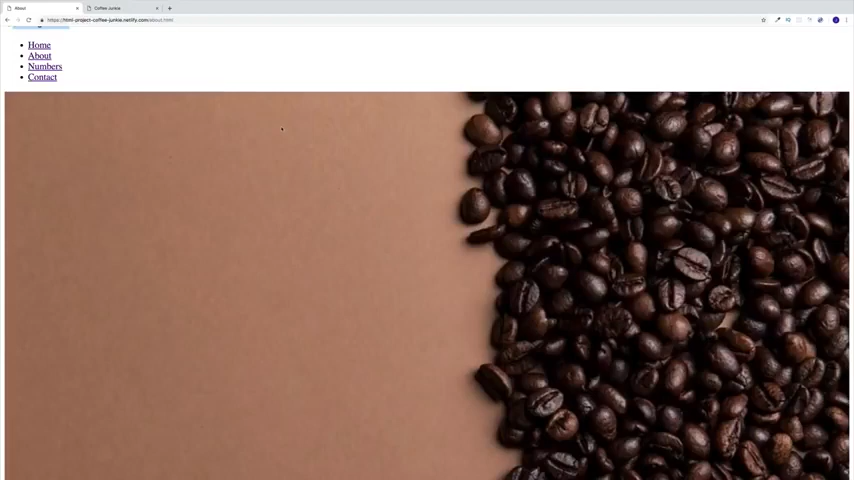 About
Coffee Junkie
https://html-project-coffee-junkie.netlify.com/about.html
Home
About
Numbers
Contact